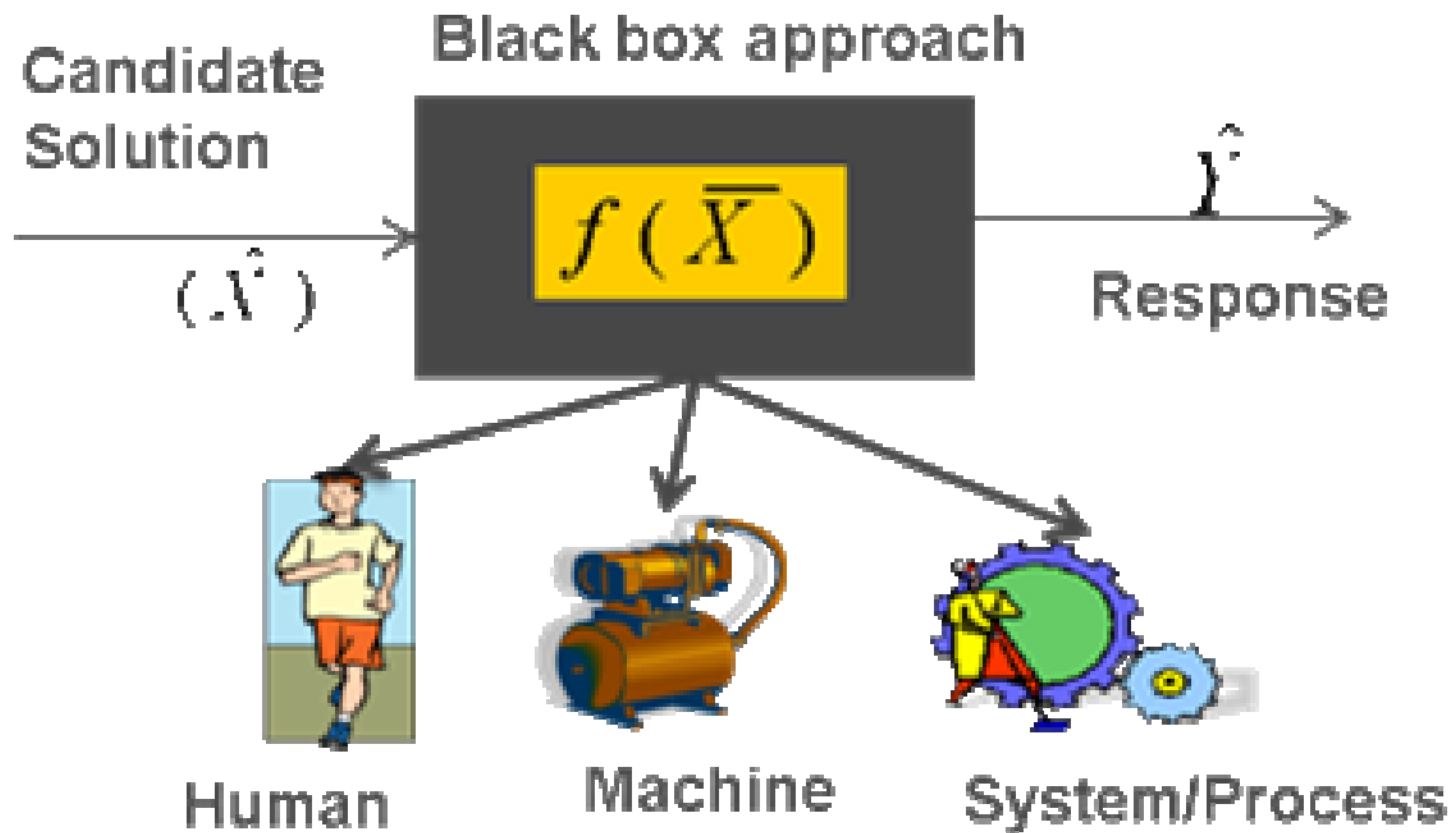 Black box approach
Candidate
Solution
(X̂)
f(X̅)
Ŷ
Response
Human
Machine
System/Process